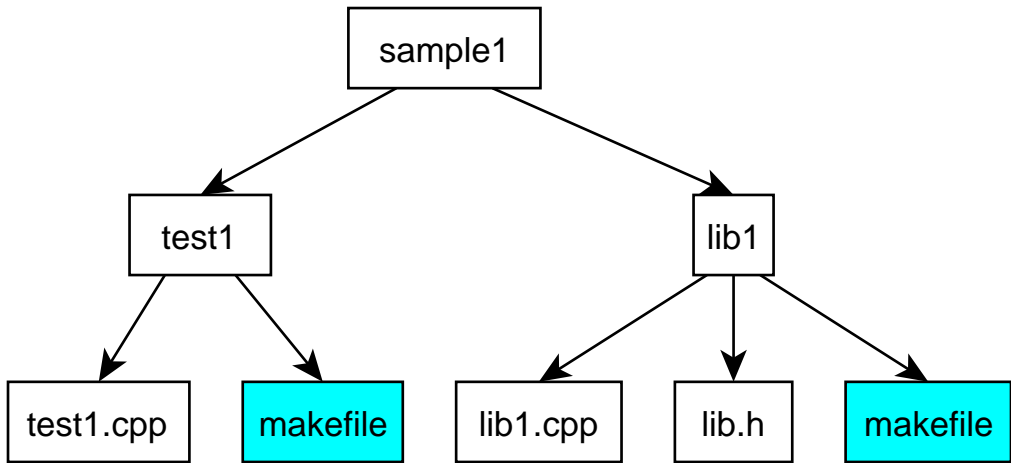 sample1
test1
lib1
test1.cpp
makefile
lib1.cpp
lib.h
makefile